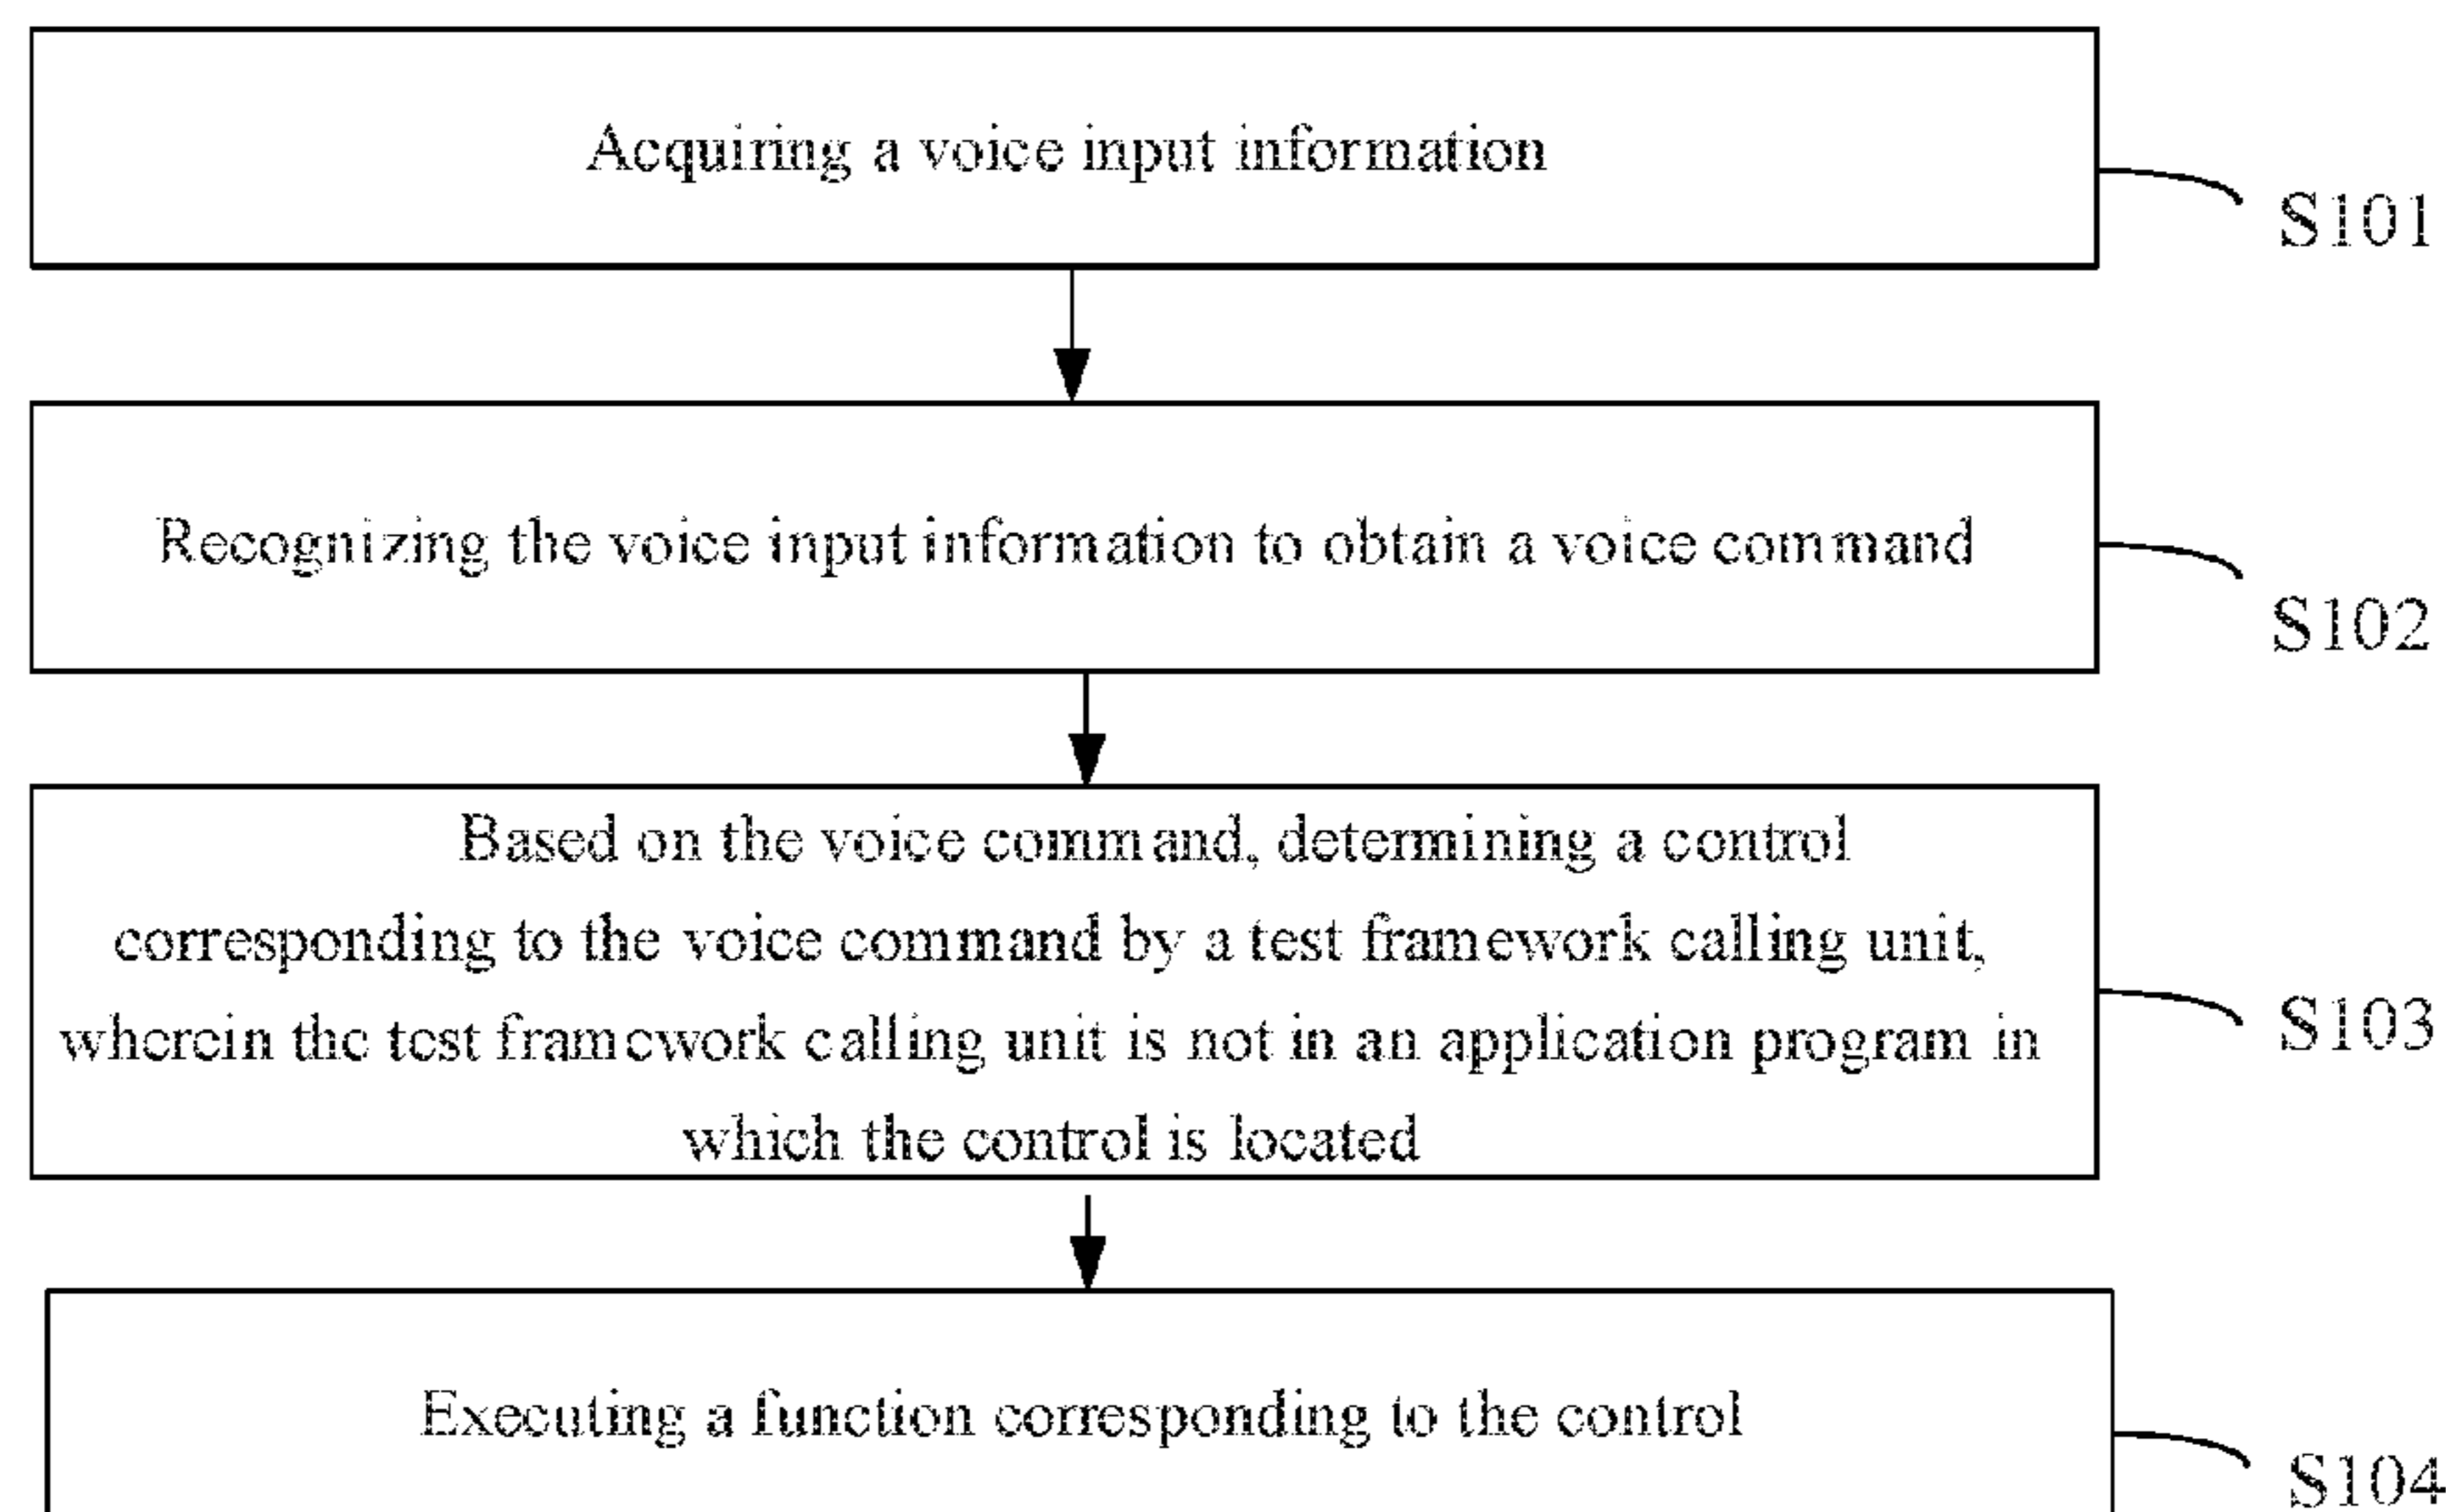 Acquiring a voice input information
S101
Recognizing the voice input information to obtain a voice command
S102
Based on the voice command, determining a control
corresponding to the voice command by a test framework calling unit,
wherein the test framework calling unit is not in an application program in
which the control is located
S103
Executing a function corresponding to the control
S104